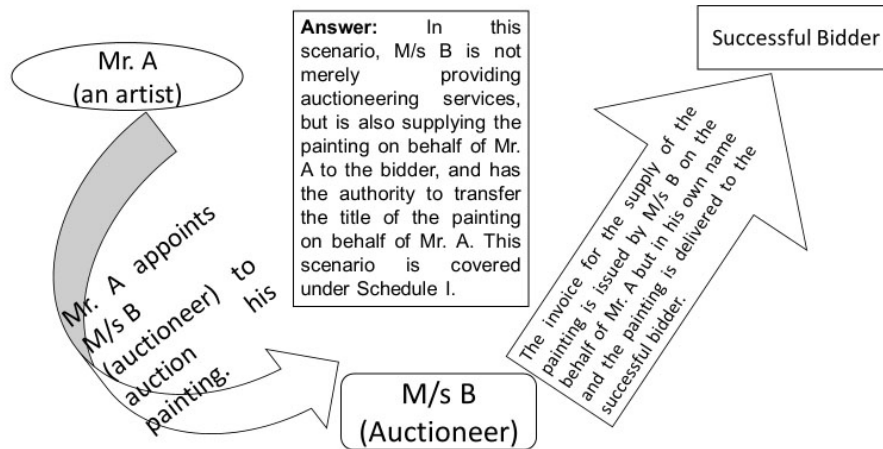 Mr. A
(an artist)
Mr. A appoints
M/s B
(auctioneer) to
auction his
painting.
Answer: In this
scenario, M/s B is not
merely providing
auctioneering services,
but is also supplying the
painting on behalf of Mr.
A to the bidder, and has
the authority to transfer
the title of the painting
on behalf of Mr. A. This
scenario is covered
under Schedule I.
M/s B
(Auctioneer)
The invoice for the supply of the
painting is issued by M/s B on the
behalf of Mr. A but in his own name
and the painting is delivered to the
successful bidder.
Successful Bidder